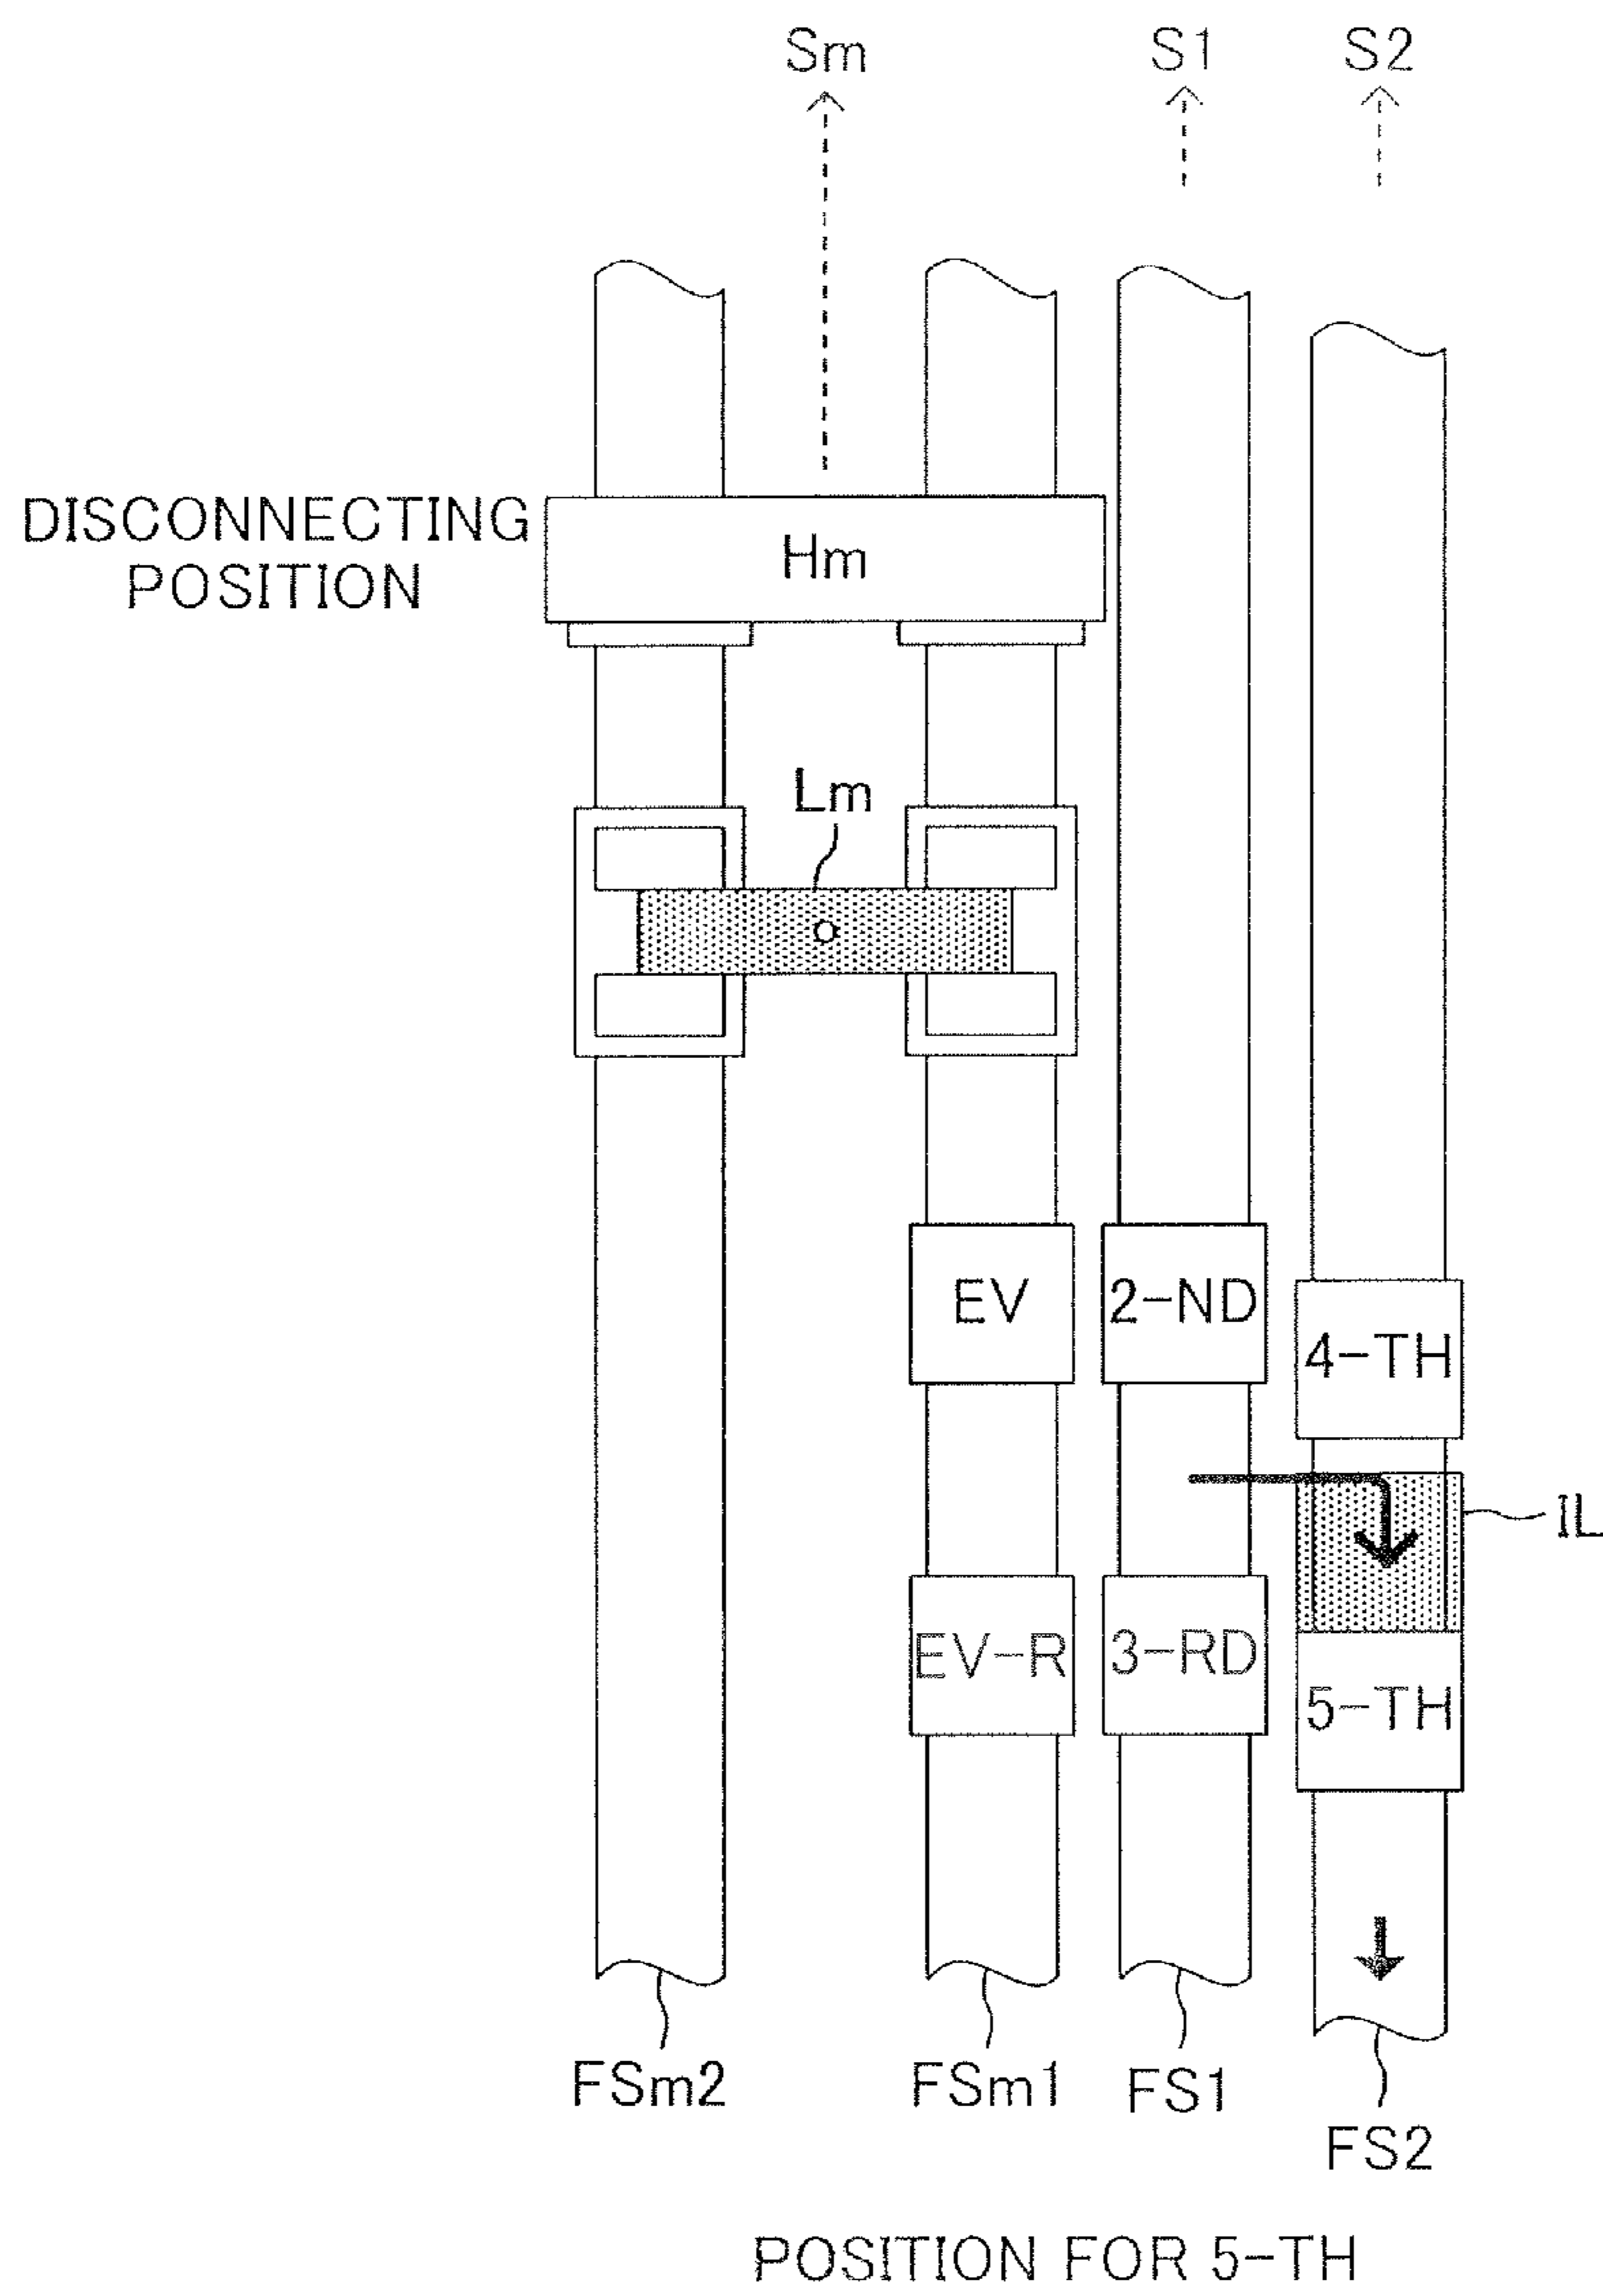 Sm S1 S2
DISCONNECTING
POSITION
Hm
Lm
EV 2-ND
4-TH
IL
EV-R 3-RD
5-TH
FSm2 FSm1 FS1
FS2
POSITION FOR 5-TH